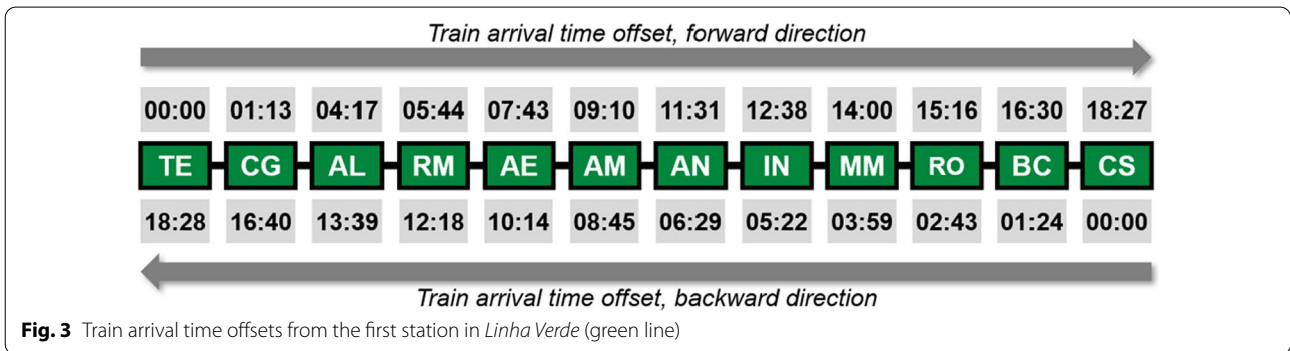 Train arrival time offset, forward direction
00:00 01:13 04:17 05:44 07:43 09:10 11:31 12:38 14:00 15:16 16:30 18:27
TE CG AL RM AE AM AN IN MM RO BC CS
18:28 16:40 13:39 12:18 10:14 08:45 06:29 05:22 03:59 02:43 01:24 00:00
Train arrival time offset, backward direction
Fig. 3 Train arrival time offsets from the first station in Linha Verde (green line)